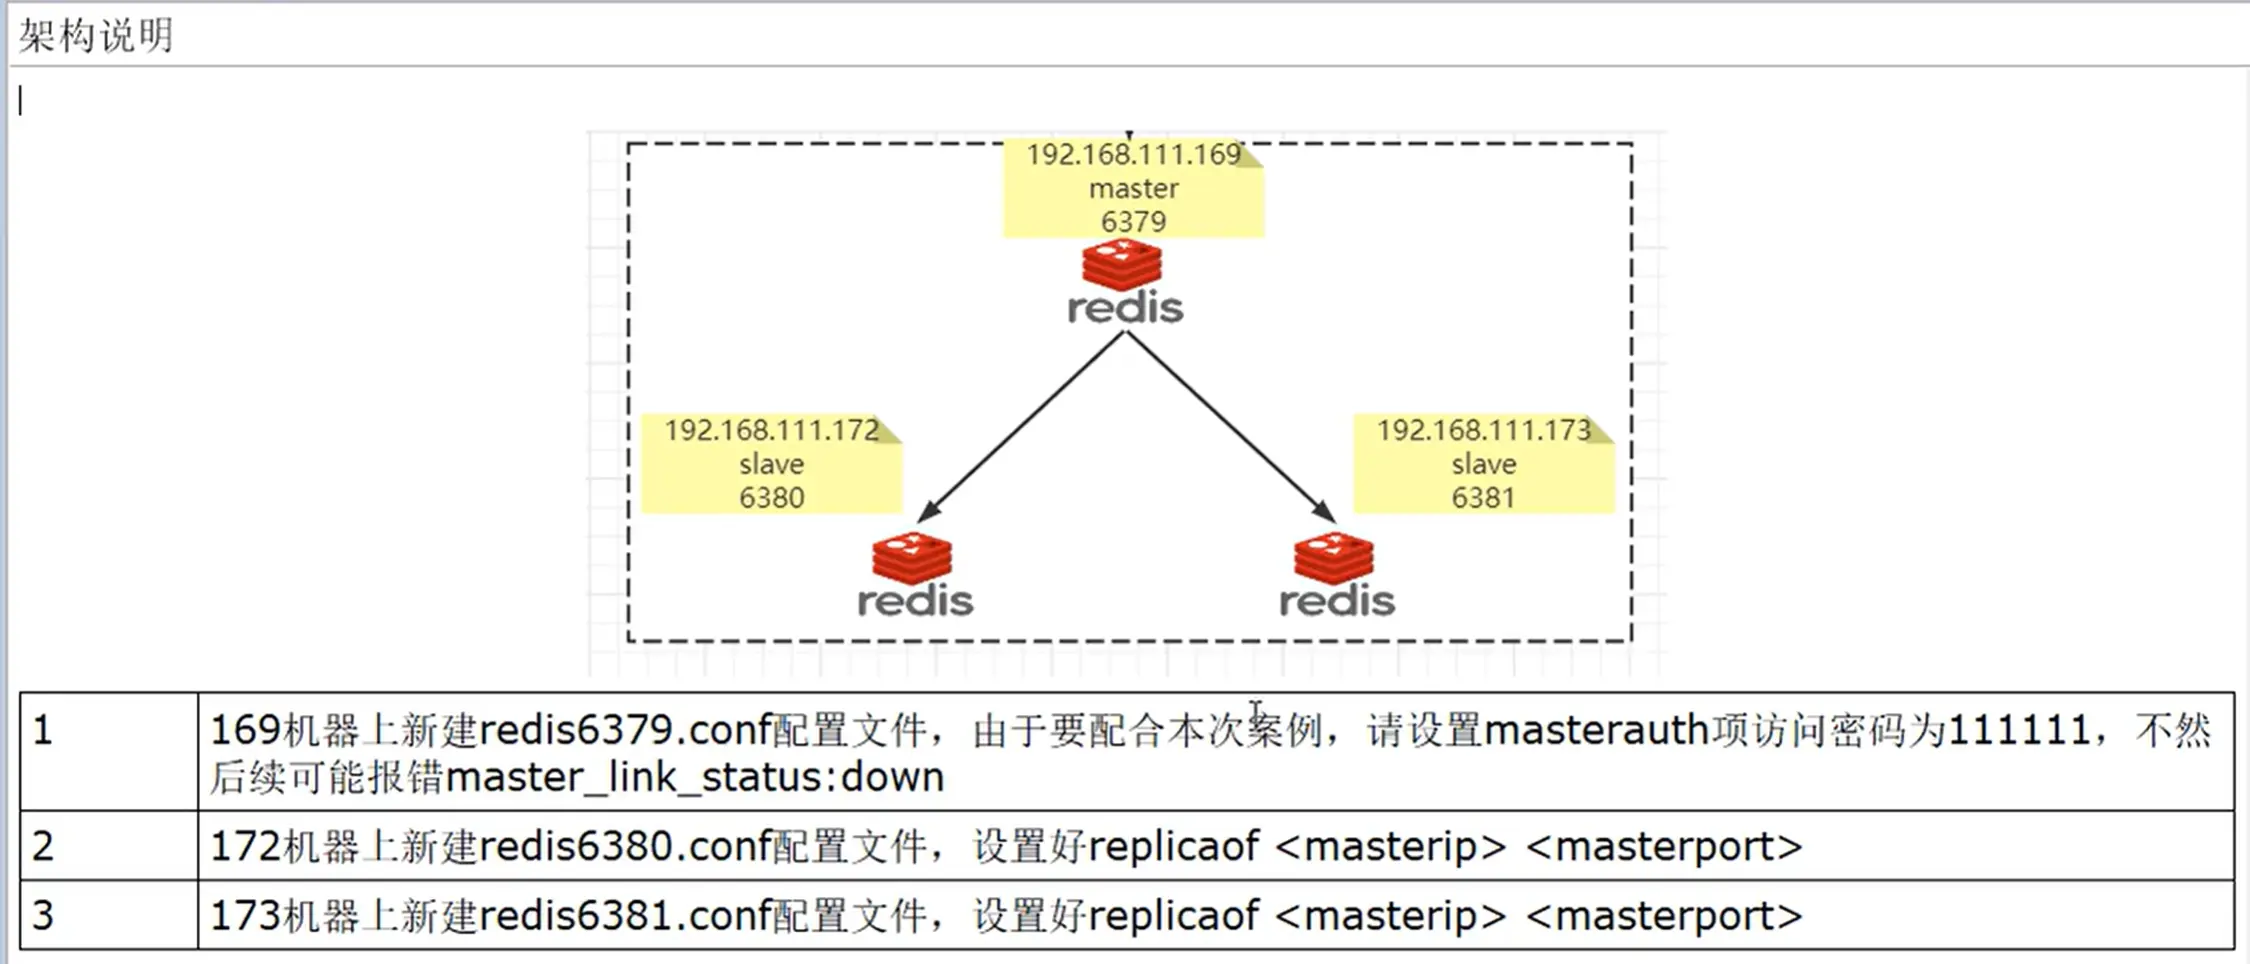 架构说明
192.168.111.169
master
6379
redis
192.168.111.172
slave
6380
192.168.111.173
slave
6381
redis
redis
1
169机器上新建redis6379.conf配置文件，由于要配合本次案例，请设置masterauth项访问密码为111111，不然
后续可能报错master_link_status:down
2
172机器上新建redis6380.conf配置文件，设置好replicaof <masterip> <masterport>
3
173机器上新建redis6381.conf配置文件，设置好replicaof <masterip> <masterport>